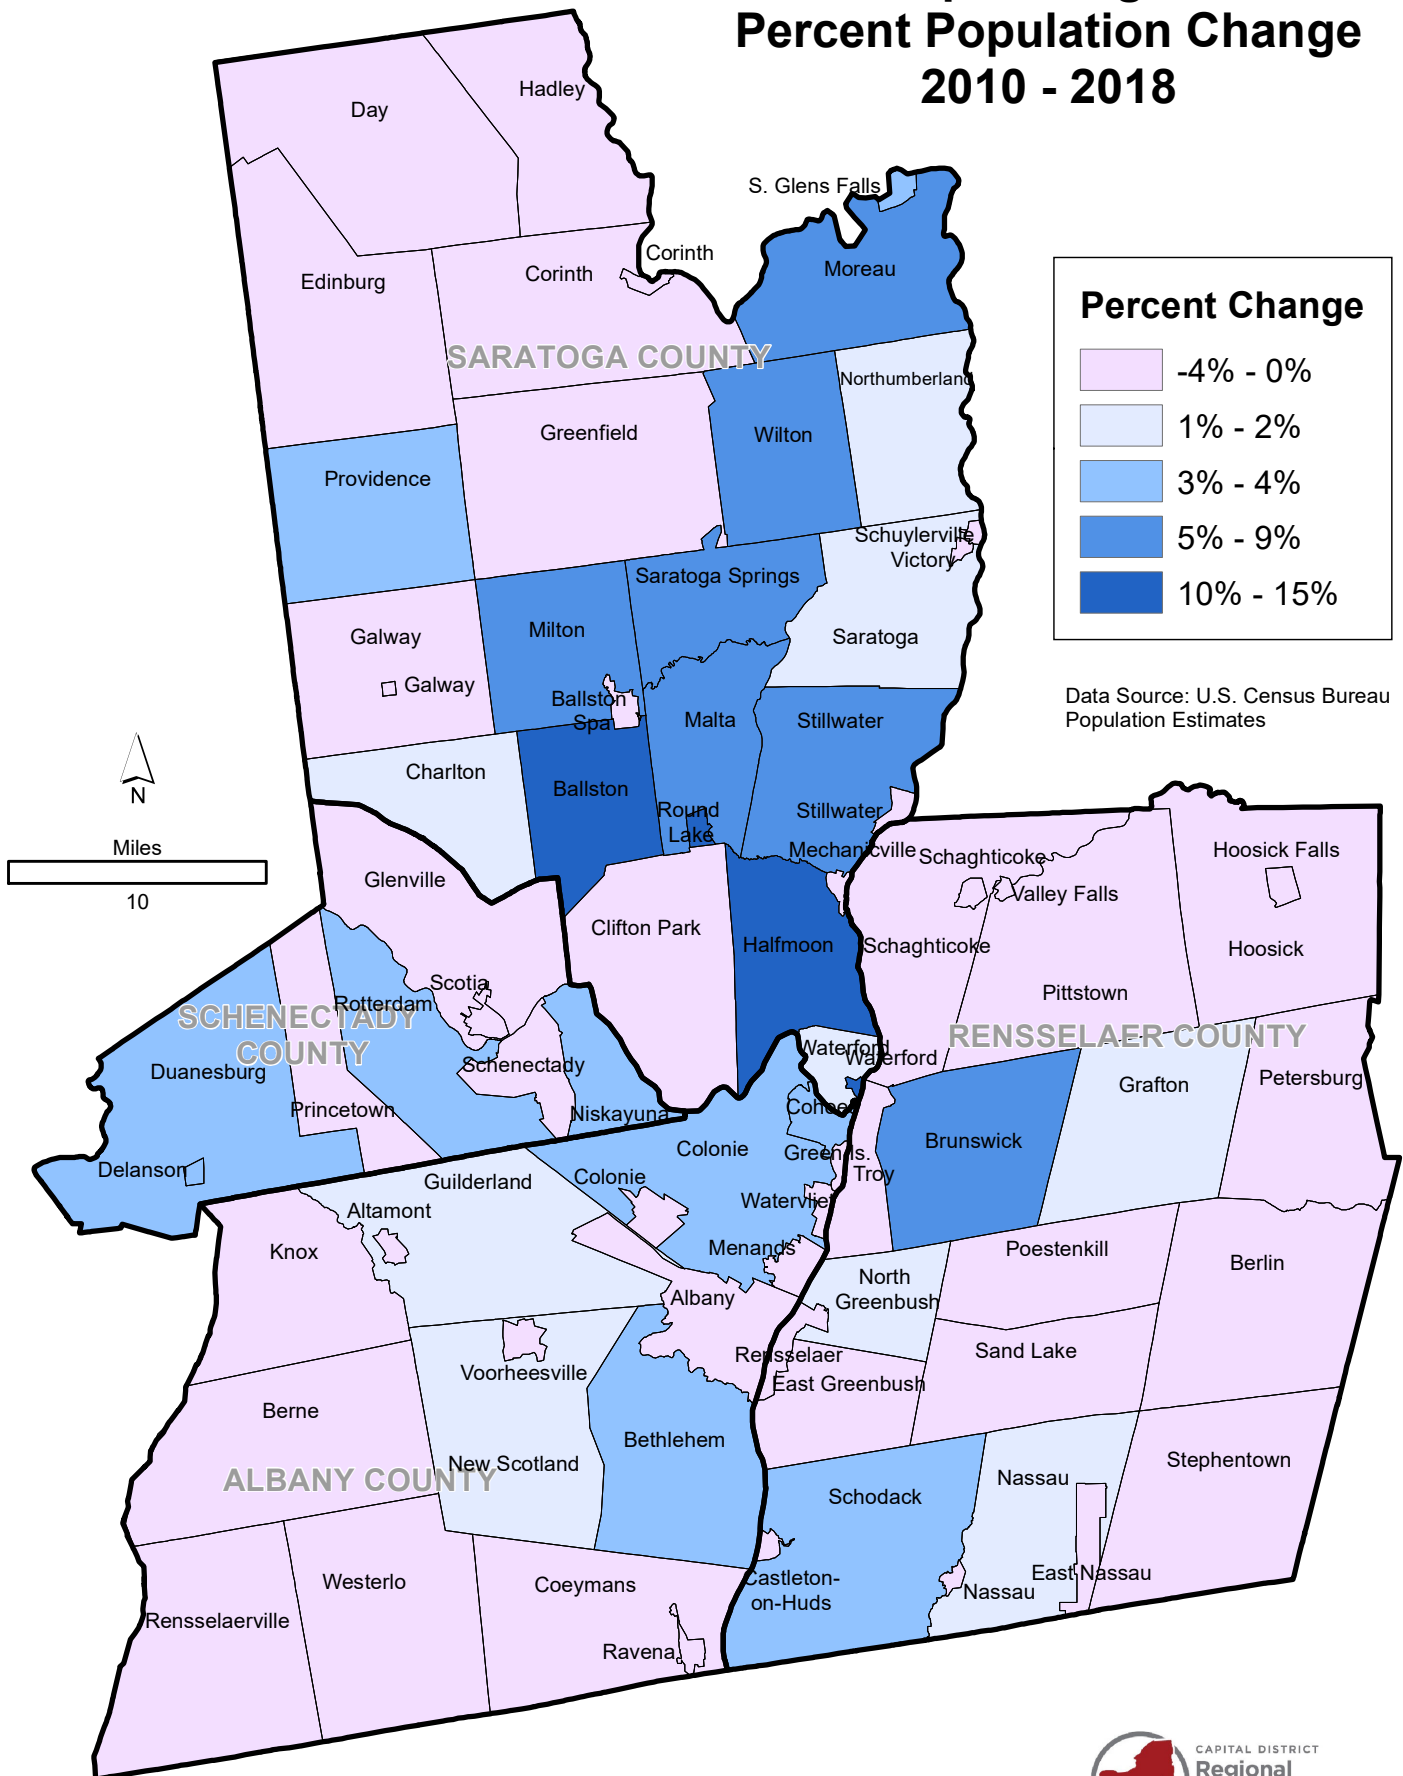 Percent Population Change
2010 - 2018
Hadley
Day
S. Glens Falls
Corinth
Moreau
Corinth
Edinburg
Percent Change
-4% - 0%
1% - 2%
3% - 4%
5% - 9%
10% - 15%
SARATOGA COUNTY
Northumberland
Greenfield
Wilton
Providence
Schuylerville
Victory
Saratoga Springs
Milton
Galway
Saratoga
Galway
Ballston
Spa
Malta
Stillwater
Data Source: U.S. Census Bureau
Population Estimates
Charlton
Ballston
N
Miles
10
Round
Lake
Stillwater
Mechanicville
Schaghticoke
Hoosick Falls
Glenville
Valley Falls
Clifton Park
Halfmoon
Schaghticoke
Hoosick
Scotia
Pittstown
Rotterdam
SCHENECTADY
COUNTY
RENSSELAER COUNTY
Waterford
Waterford
Schenectady
Duanesburg
Petersburg
Grafton
Princetown
Niskayuna
Cohoes
Brunswick
Colonie
Green Is.
Troy
Delanson
Colonie
Guilderland
Watervliet
Altamont
Knox
Menands
Poestenkill
Berlin
North
Greenbush
Albany
Rensselaer
Sand Lake
Voorheesville
East Greenbush
Berne
Bethlehem
New Scotland
ALBANY COUNTY
Stephentown
Nassau
Schodack
East Nassau
Westerlo
Coeymans
Castleton-
on-Huds
Nassau
Rensselaerville
Ravena
CAPITAL DISTRICT
Regional